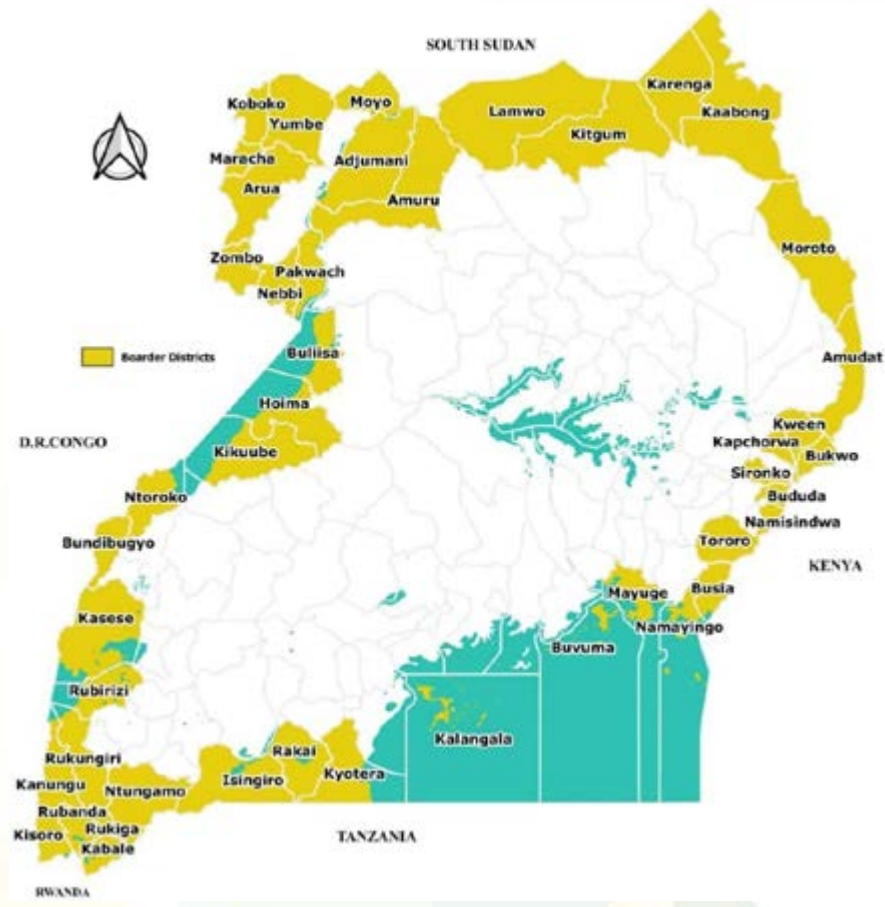 SOUTH SUDAN
Karenga
Koboko
Moyo
Lamwo
Kaabong
Yumbe
Kitgum
Maracha
Adjumani
Arua
Amuru
Moroto
Zombo
Pakwach
Nebbi
Buliisa
Boarder Districts
Amudat
Hoima
Kween
D.R.CONGO
Kapchorwa
Kikuube
Bukwo
Sironko
Ntoroko
Bududa
Namisindwa
Bundibugyo
Tororo
KENYA
Busia
Mayuge
Kasese
Namayingo
Buvuma
Rubirizi
Kalangala
Rukungiri
Rakai
Kyotera
Isingiro
Kanungu
Ntungamo
Rubanda
Rukiga
Kisoro
TANZANIA
Kabale
RWANDA